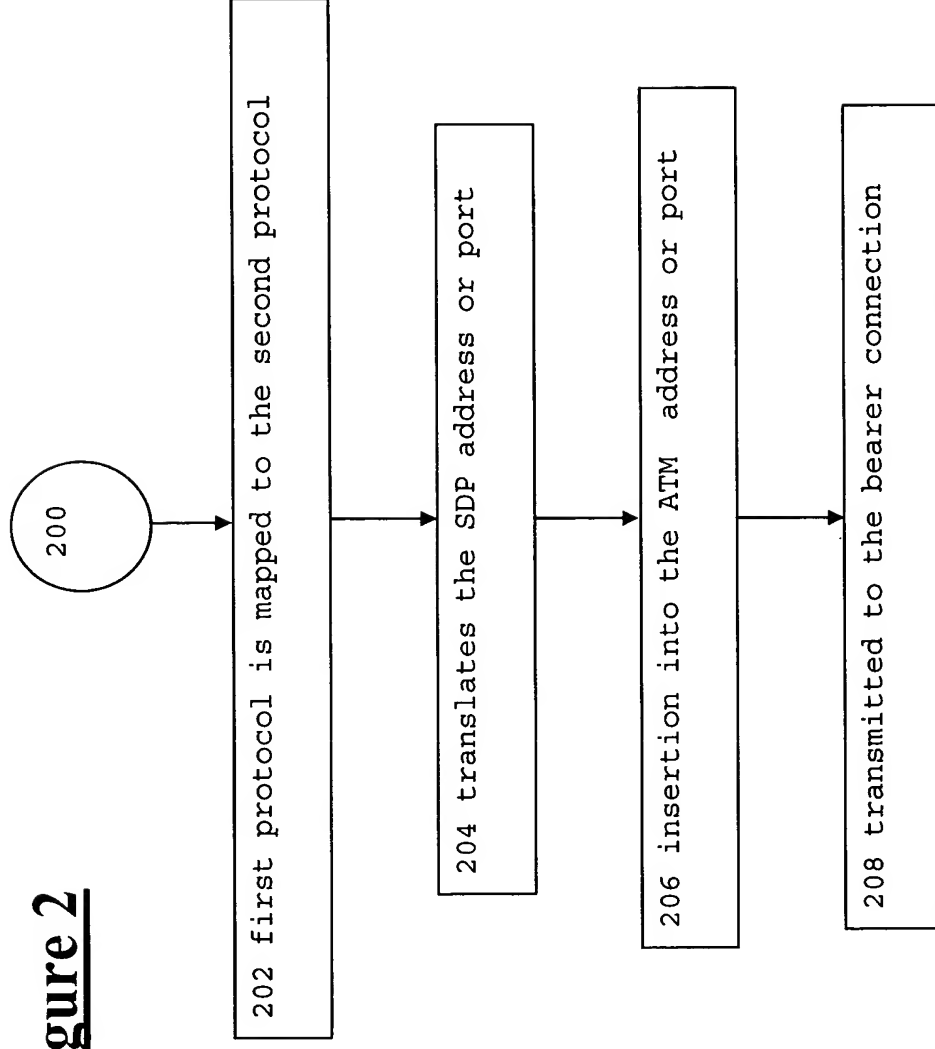 gure 2
200
202 first protocol is mapped to the second protocol
204 translates the SDP address or port
206 insertion into the ATM address or port
208 transmitted to the bearer connection